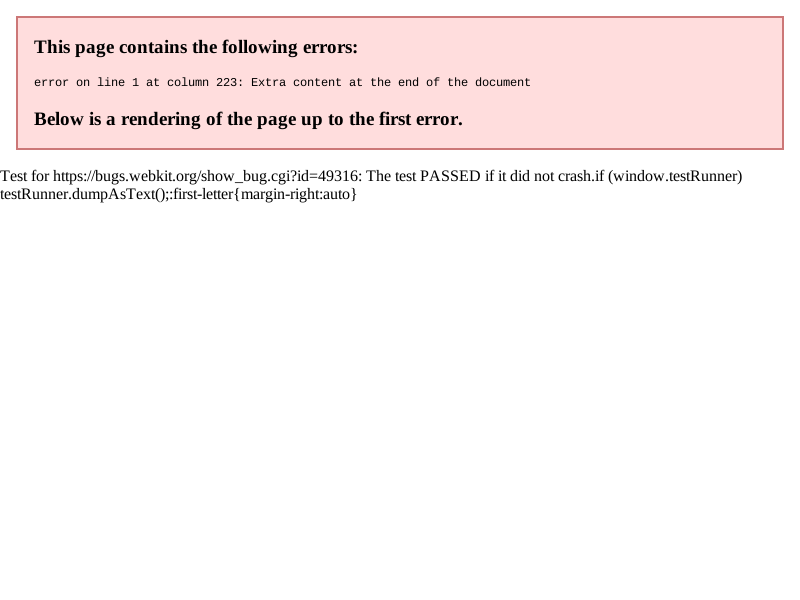 This page contains the following errors:
error on line 1 at column 223: Extra content at the end of the document
Below is a rendering of the page up to the first error.
Test for https://bugs.webkit.org/show_bug.cgi?id=49316: The test PASSED if it did not crash.if (window.testRunner)
testRunner.dumpAsText();:first-letter{margin-right:auto}